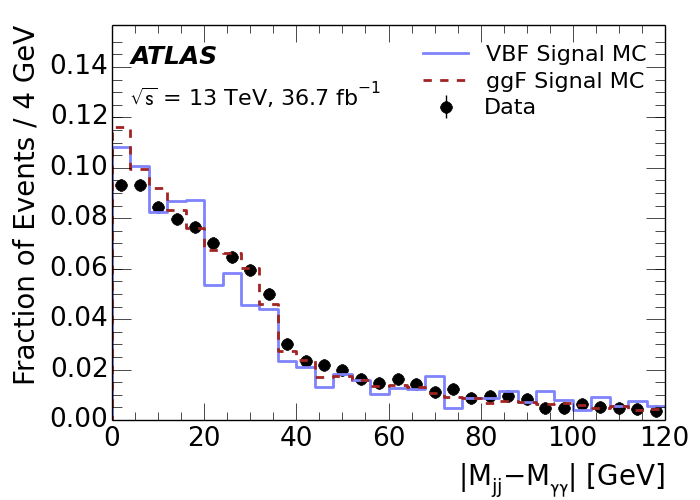 ATLAS
√s = 13 TeV, 36.7 fb⁻¹
VBF Signal MC
ggF Signal MC
Data
Fraction of Events / 4 GeV
0.14
0.12
0.10
0.08
0.06
0.04
0.02
0.00
0 20 40 60 80 100 120
|Mjj−Mγγ| [GeV]